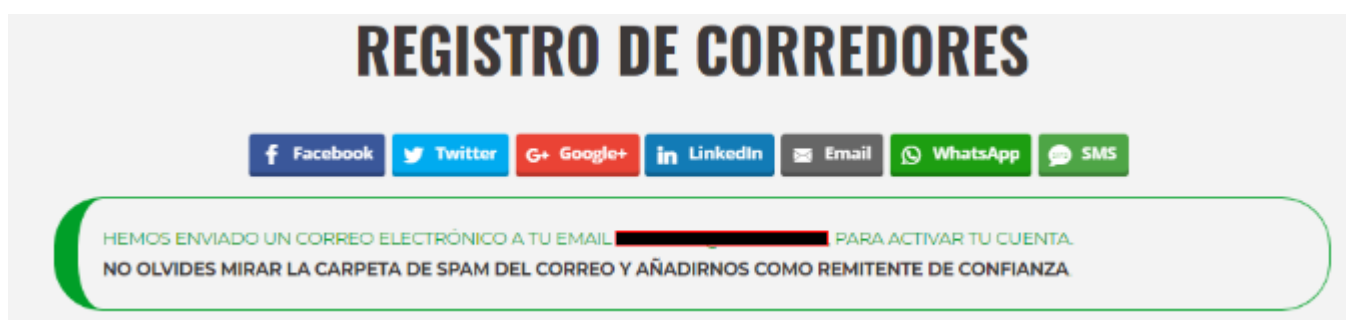 REGISTRO DE CORREDORES
Facebook Twitter G+ Google+ in LinkedIn Email WhatsApp SMS
HEMOS ENVIADO UN CORREO ELECTRÓNICO A TU EMAIL PARA ACTIVAR TU CUENTA.
NO OLVIDES MIRAR LA CARPETA DE SPAM DEL CORREO Y AÑADIRNOS COMO REMITENTE DE CONFIANZA.